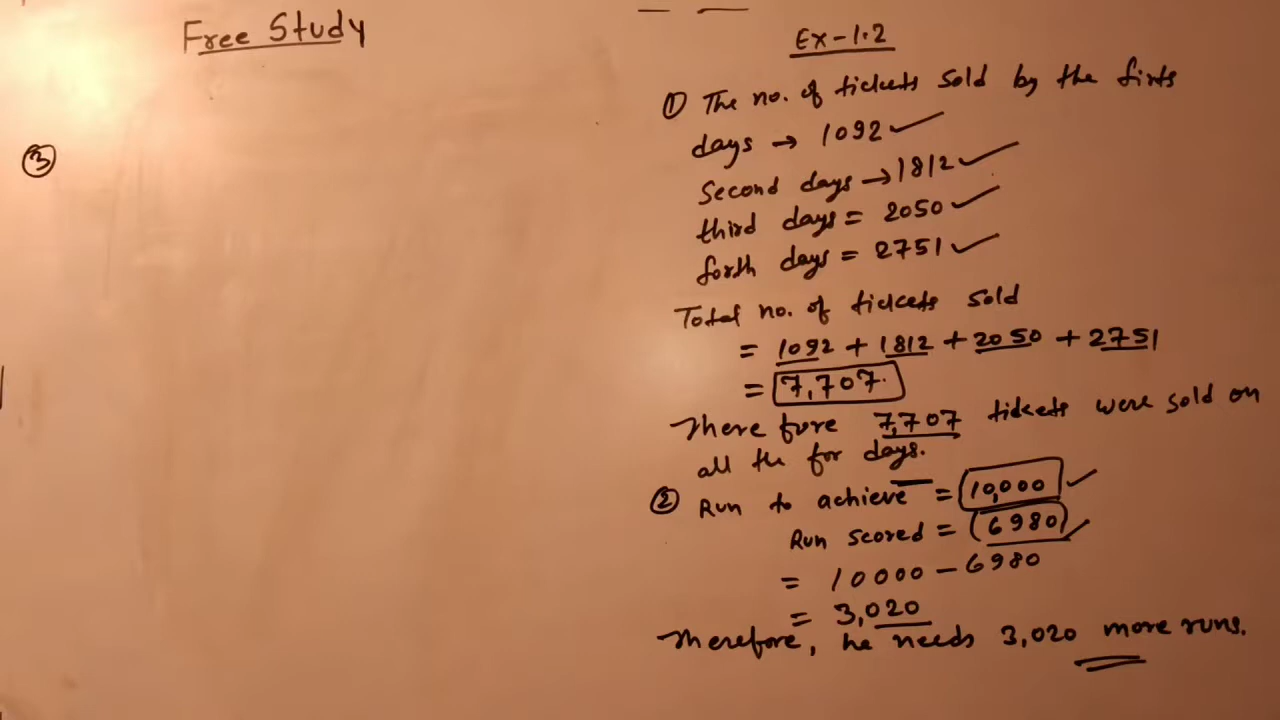 Free Study
③
Ex-1.2
① The no. of tickets sold by the firts
days → 1092
Second days → 1812
third days = 2050
forth days = 2751
Total no. of tickets sold
= 1092 + 1812 + 2050 + 2751
= 7,707.
There fore 7,707 tickets were sold on
all the for days.
② Run to achieve = 10,000
Run scored = 6980
= 10000 - 6980
= 3,020
Therefore, he needs 3,020 more runs.